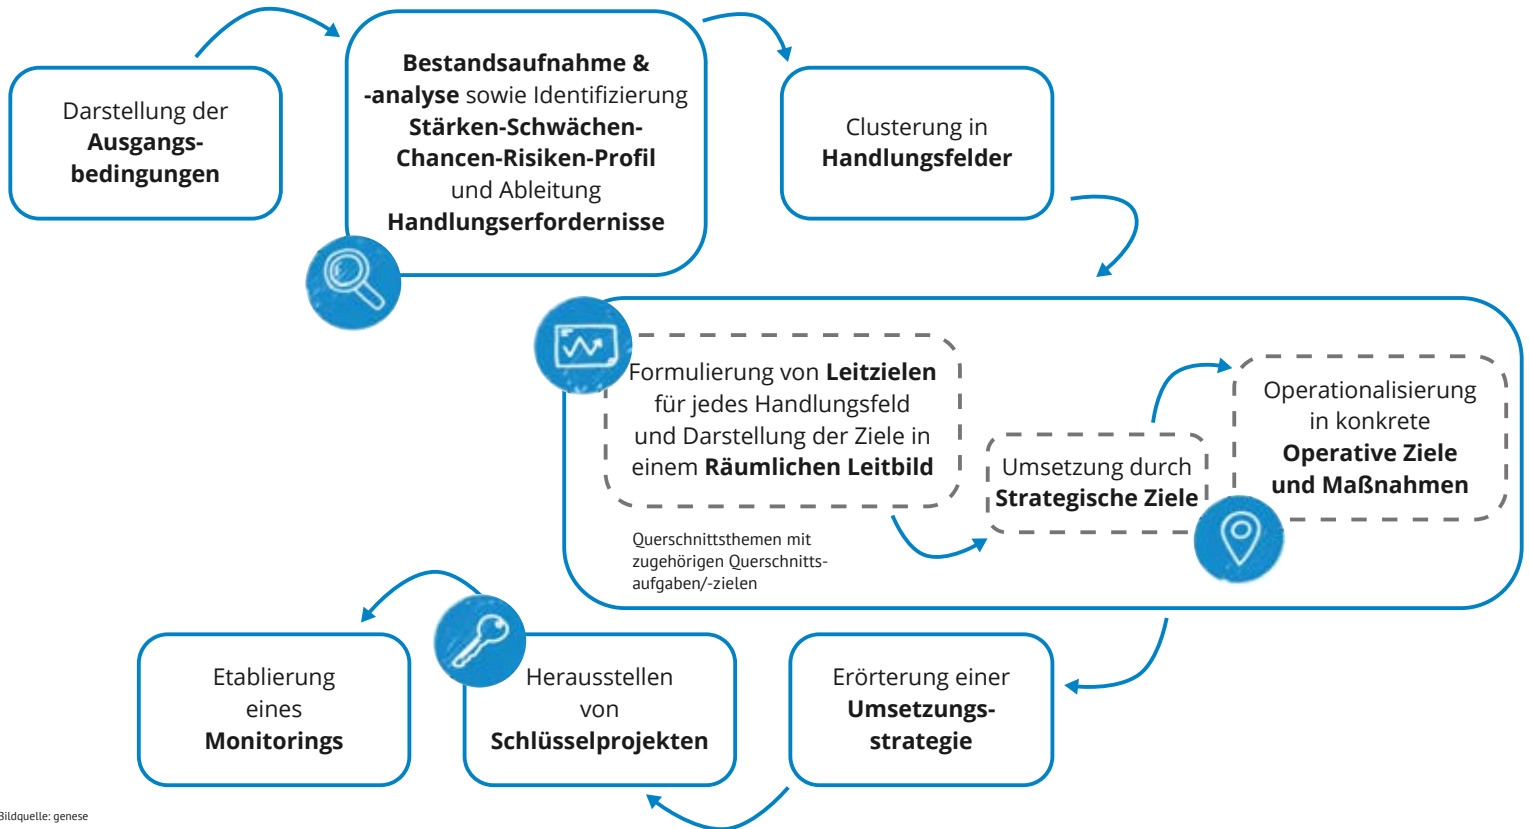 Darstellung der
Ausgangs-
bedingungen
Bestandsaufnahme &
-analyse sowie Identifizierung
Stärken-Schwächen-
Chancen-Risiken-Profil
und Ableitung
Handlungserfordernisse
Clusterung in
Handlungsfelder
Formulierung von Leitzielen
für jedes Handlungsfeld
und Darstellung der Ziele in
einem Räumlichen Leitbild
Umsetzung durch
Strategische Ziele
Operationalisierung
in konkrete
Operative Ziele
und Maßnahmen
Querschnittsthemen mit
zugehörigen Querschnitts-
aufgaben/-zielen
Erörterung einer
Umsetzungs-
strategie
Herausstellen
von
Schlüsselprojekten
Etablierung
eines
Monitorings
Bildquelle: genese